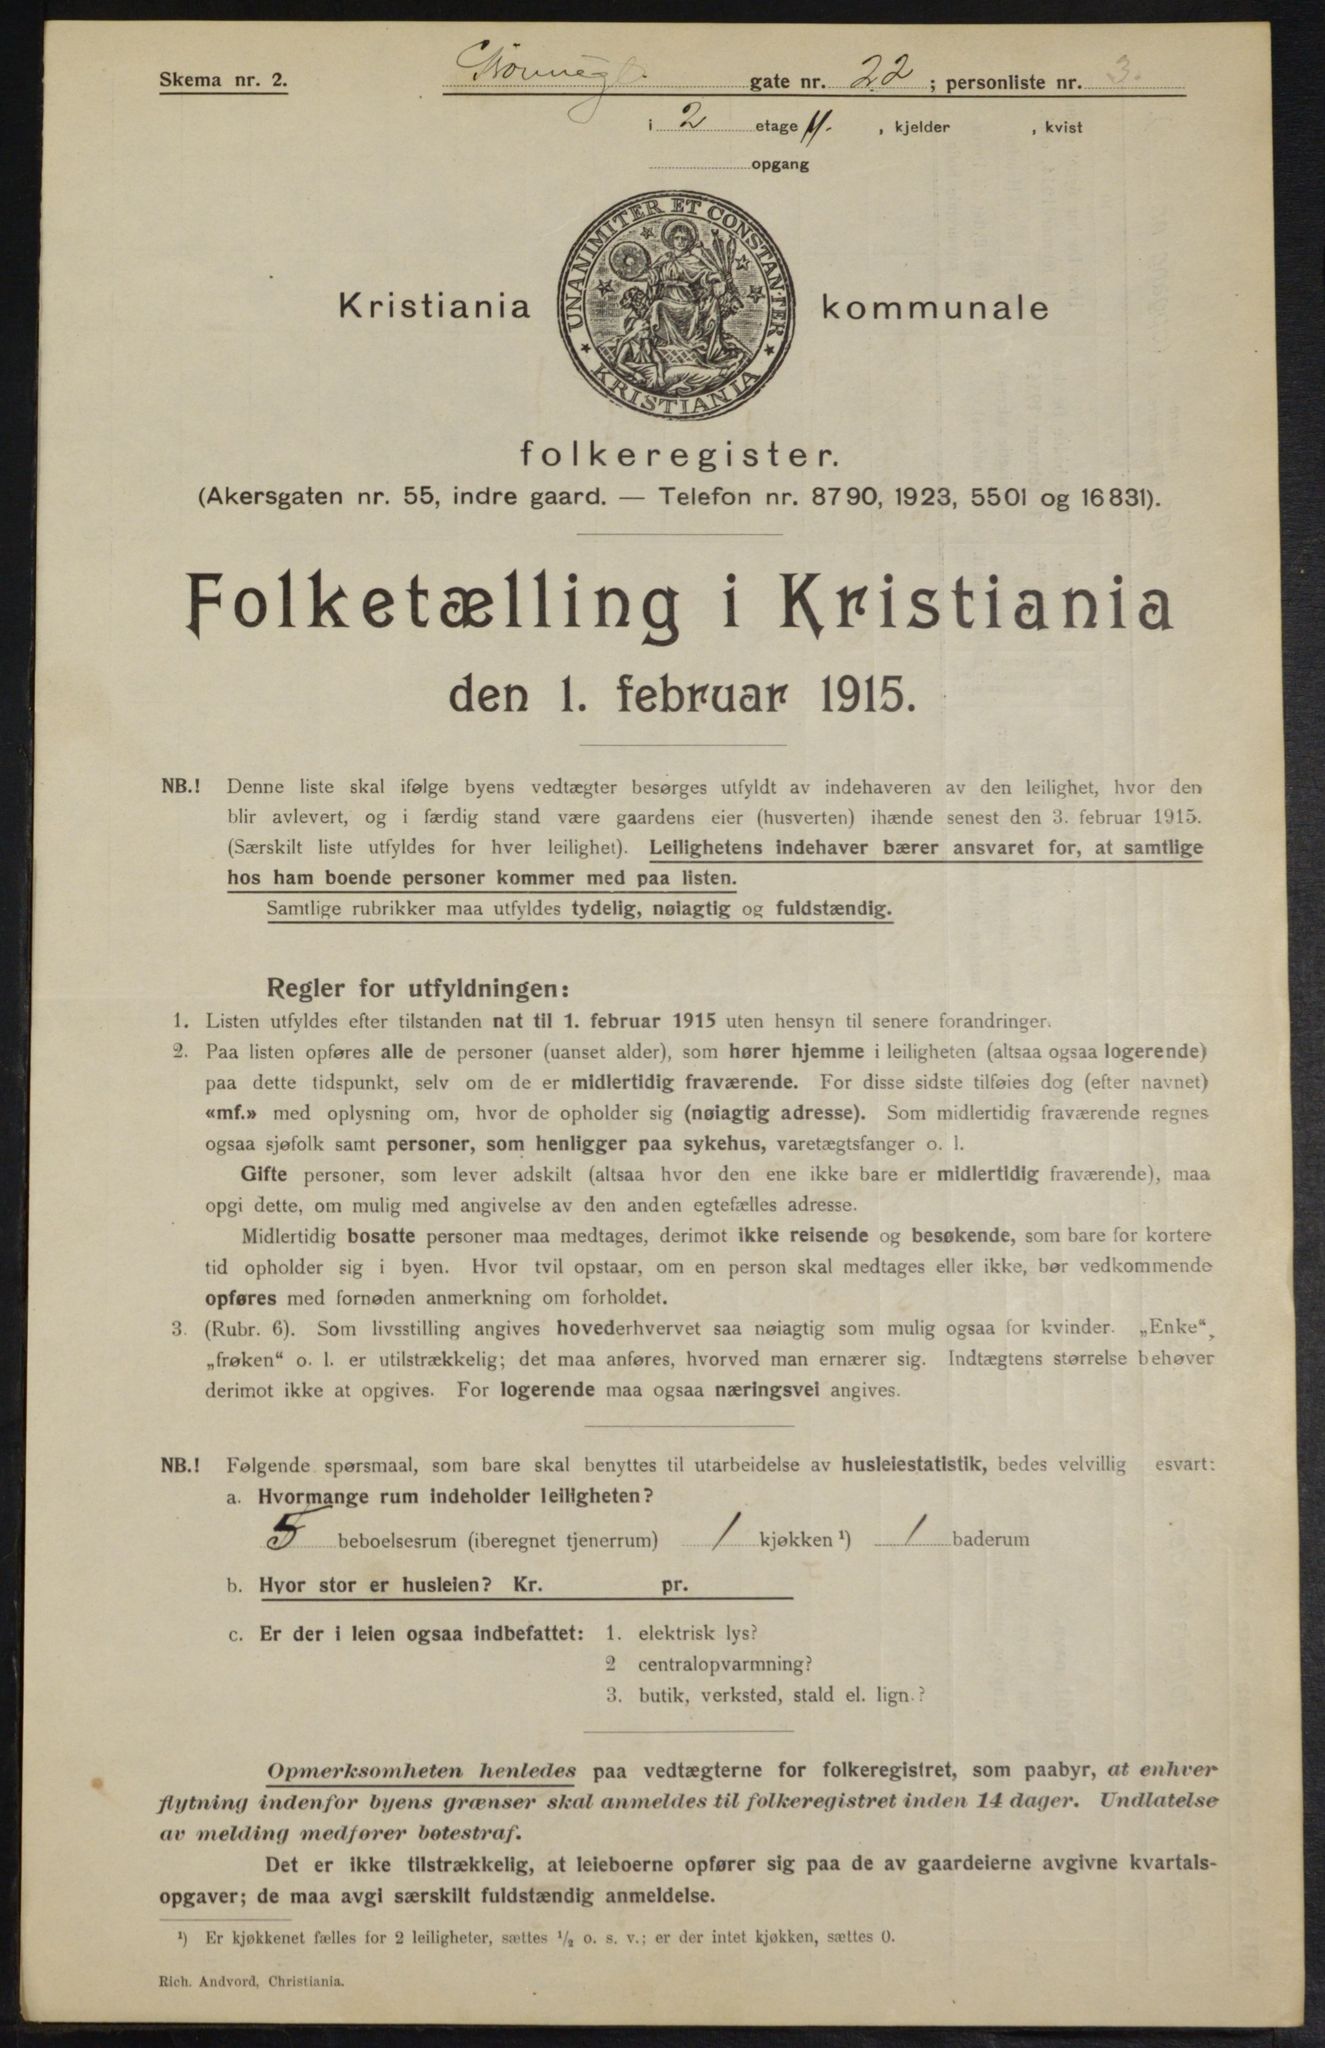 Skema nr. 2. gate nr. 22 ; personliste nr. 3.
i 2 etage , kjelder , kvist
opgang
UNANIMITER ET CONSTANTER
KRISTIANIA
Kristiania kommunale
folkeregister.
(Akersgaten nr. 55, indre gaard. — Telefon nr. 8790, 1923, 5501 og 16831).
Folketælling i Kristiania
den 1. februar 1915.
NB.! Denne liste skal ifølge byens vedtægter besørges utfyldt av indehaveren av den leilighet, hvor den
blir avlevert, og i færdig stand være gaardens eier (husverten) ihænde senest den 3. februar 1915.
(Særskilt liste utfyldes for hver leilighet). Leilighetens indehaver bærer ansvaret for, at samtlige
hos ham boende personer kommer med paa listen.
Samtlige rubrikker maa utfyldes tydelig, nøiagtig og fuldstændig.
Regler for utfyldningen:
1. Listen utfyldes efter tilstanden nat til 1. februar 1915 uten hensyn til senere forandringer.
2. Paa listen opføres alle de personer (uanset alder), som hører hjemme i leiligheten (altsaa ogsaa logerende)
paa dette tidspunkt, selv om de er midlertidig fraværende. For disse sidste tilføies dog (efter navnet)
«mf.» med oplysning om, hvor de opholder sig (nøiagtig adresse). Som midlertidig fraværende regnes
ogsaa sjøfolk samt personer, som henligger paa sykehus, varetægtsfanger o. l.
Gifte personer, som lever adskilt (altsaa hvor den ene ikke bare er midlertidig fraværende), maa
opgi dette, om mulig med angivelse av den anden egtefælles adresse.
Midlertidig bosatte personer maa medtages, derimot ikke reisende og besøkende, som bare for kortere
tid opholder sig i byen. Hvor tvil opstaar, om en person skal medtages eller ikke, bør vedkommende
opføres med fornøden anmerkning om forholdet.
3. (Rubr. 6). Som livsstilling angives hovederhvervet saa nøiagtig som mulig ogsaa for kvinder. „Enke“,
„frøken“ o. l. er utilstrækkelig; det maa anføres, hvorved man ernærer sig. Indtægtens størrelse behøver
derimot ikke at opgives. For logerende maa ogsaa næringsvei angives.
NB.! Følgende spørsmaal, som bare skal benyttes til utarbeidelse av husleiestatistik, bedes velvillig esvart:
a. Hvormange rum indeholder leiligheten?
5 beboelsesrum (iberegnet tjenerrum) 1 kjøkken ¹) 1 baderum
b. Hvor stor er husleien? Kr. pr.
c. Er der i leien ogsaa indbefattet: 1. elektrisk lys?
2 centralopvarmning?
3. butik, verksted, stald el. lign.?
Opmerksomheten henledes paa vedtægterne for folkeregistret, som paabyr, at enhver
flytning indenfor byens grænser skal anmeldes til folkeregistret inden 14 dager. Undlatelse
av melding medfører bøtestraf.
Det er ikke tilstrækkelig, at leieboerne opfører sig paa de av gaardeierne avgivne kvartals-
opgaver; de maa avgi særskilt fuldstændig anmeldelse.
¹) Er kjøkkenet fælles for 2 leiligheter, sættes ½ o. s. v.; er der intet kjøkken, sættes 0.
Rich. Andvord, Christiania.